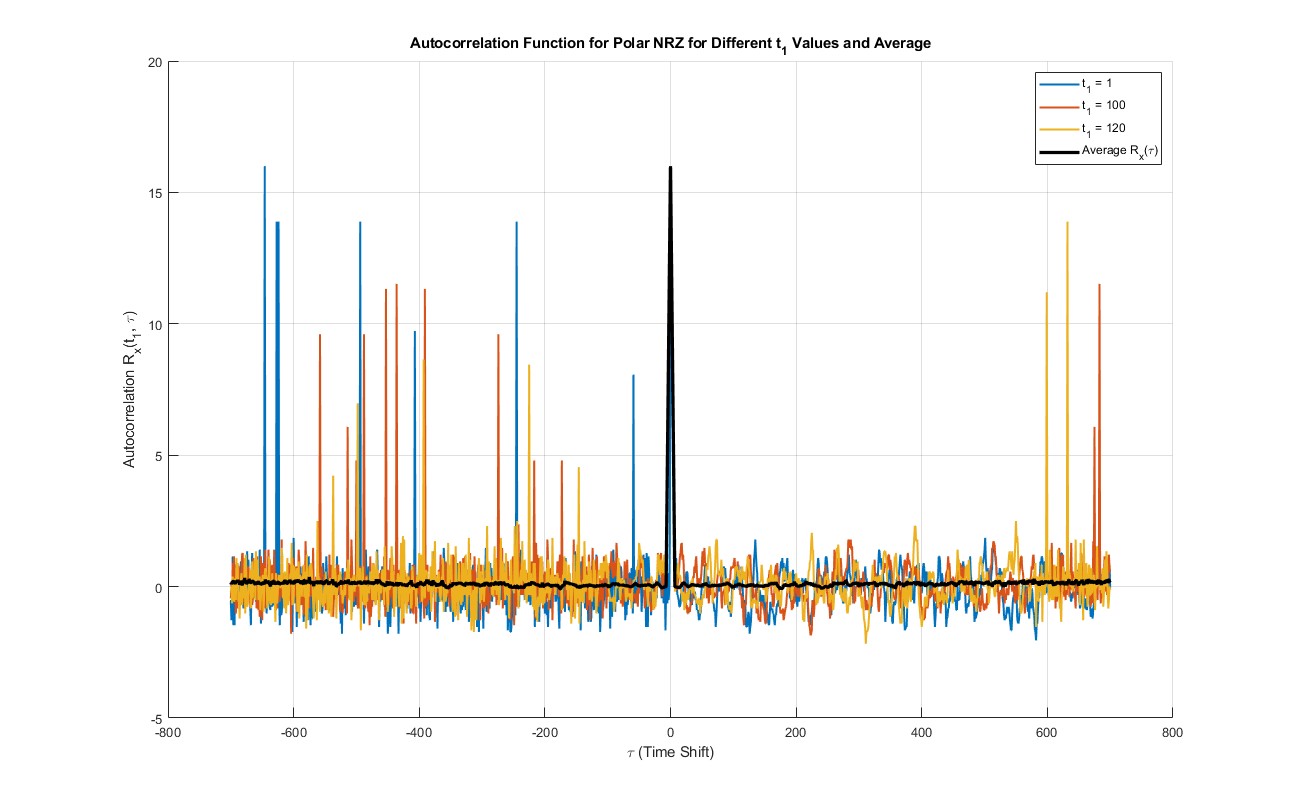 Autocorrelation Function for Polar NRZ for Different t₁ Values and Average
20
15
10
5
0
-5
Autocorrelation Rₓ(t₁, τ)
t₁ = 1
t₁ = 100
t₁ = 120
Average Rₓ(τ)
-800 -600 -400 -200 0 200 400 600 800
τ (Time Shift)